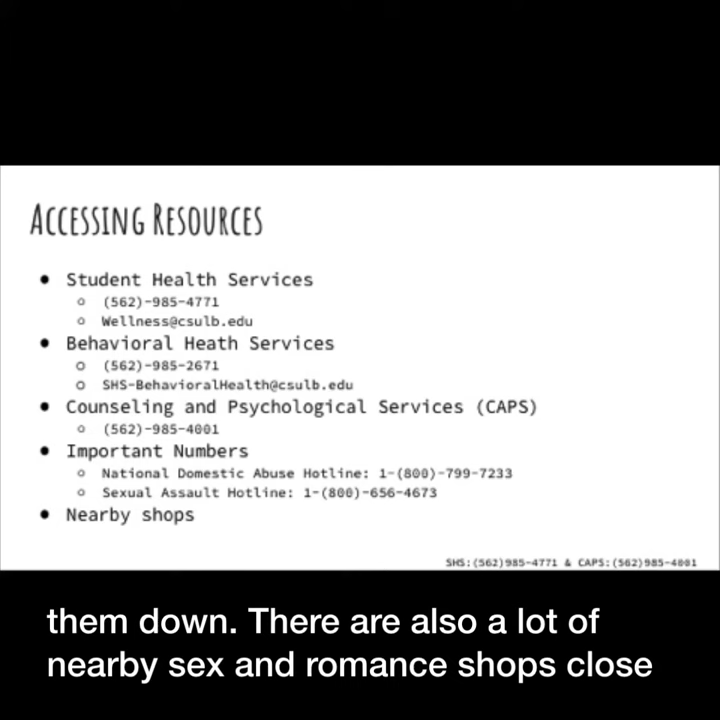 Accessing Resources
Student Health Services
(562)-985-4771
Wellness@csulb.edu
Behavioral Heath Services
(562)-985-2671
SHS-BehavioralHealth@csulb.edu
Counseling and Psychological Services (CAPS)
(562)-985-4001
Important Numbers
National Domestic Abuse Hotline: 1-(800)-799-7233
Sexual Assault Hotline: 1-(800)-656-4673
Nearby shops
SHS:(562)985-4771 & CAPS:(562)985-4001
them down. There are also a lot of
nearby sex and romance shops close